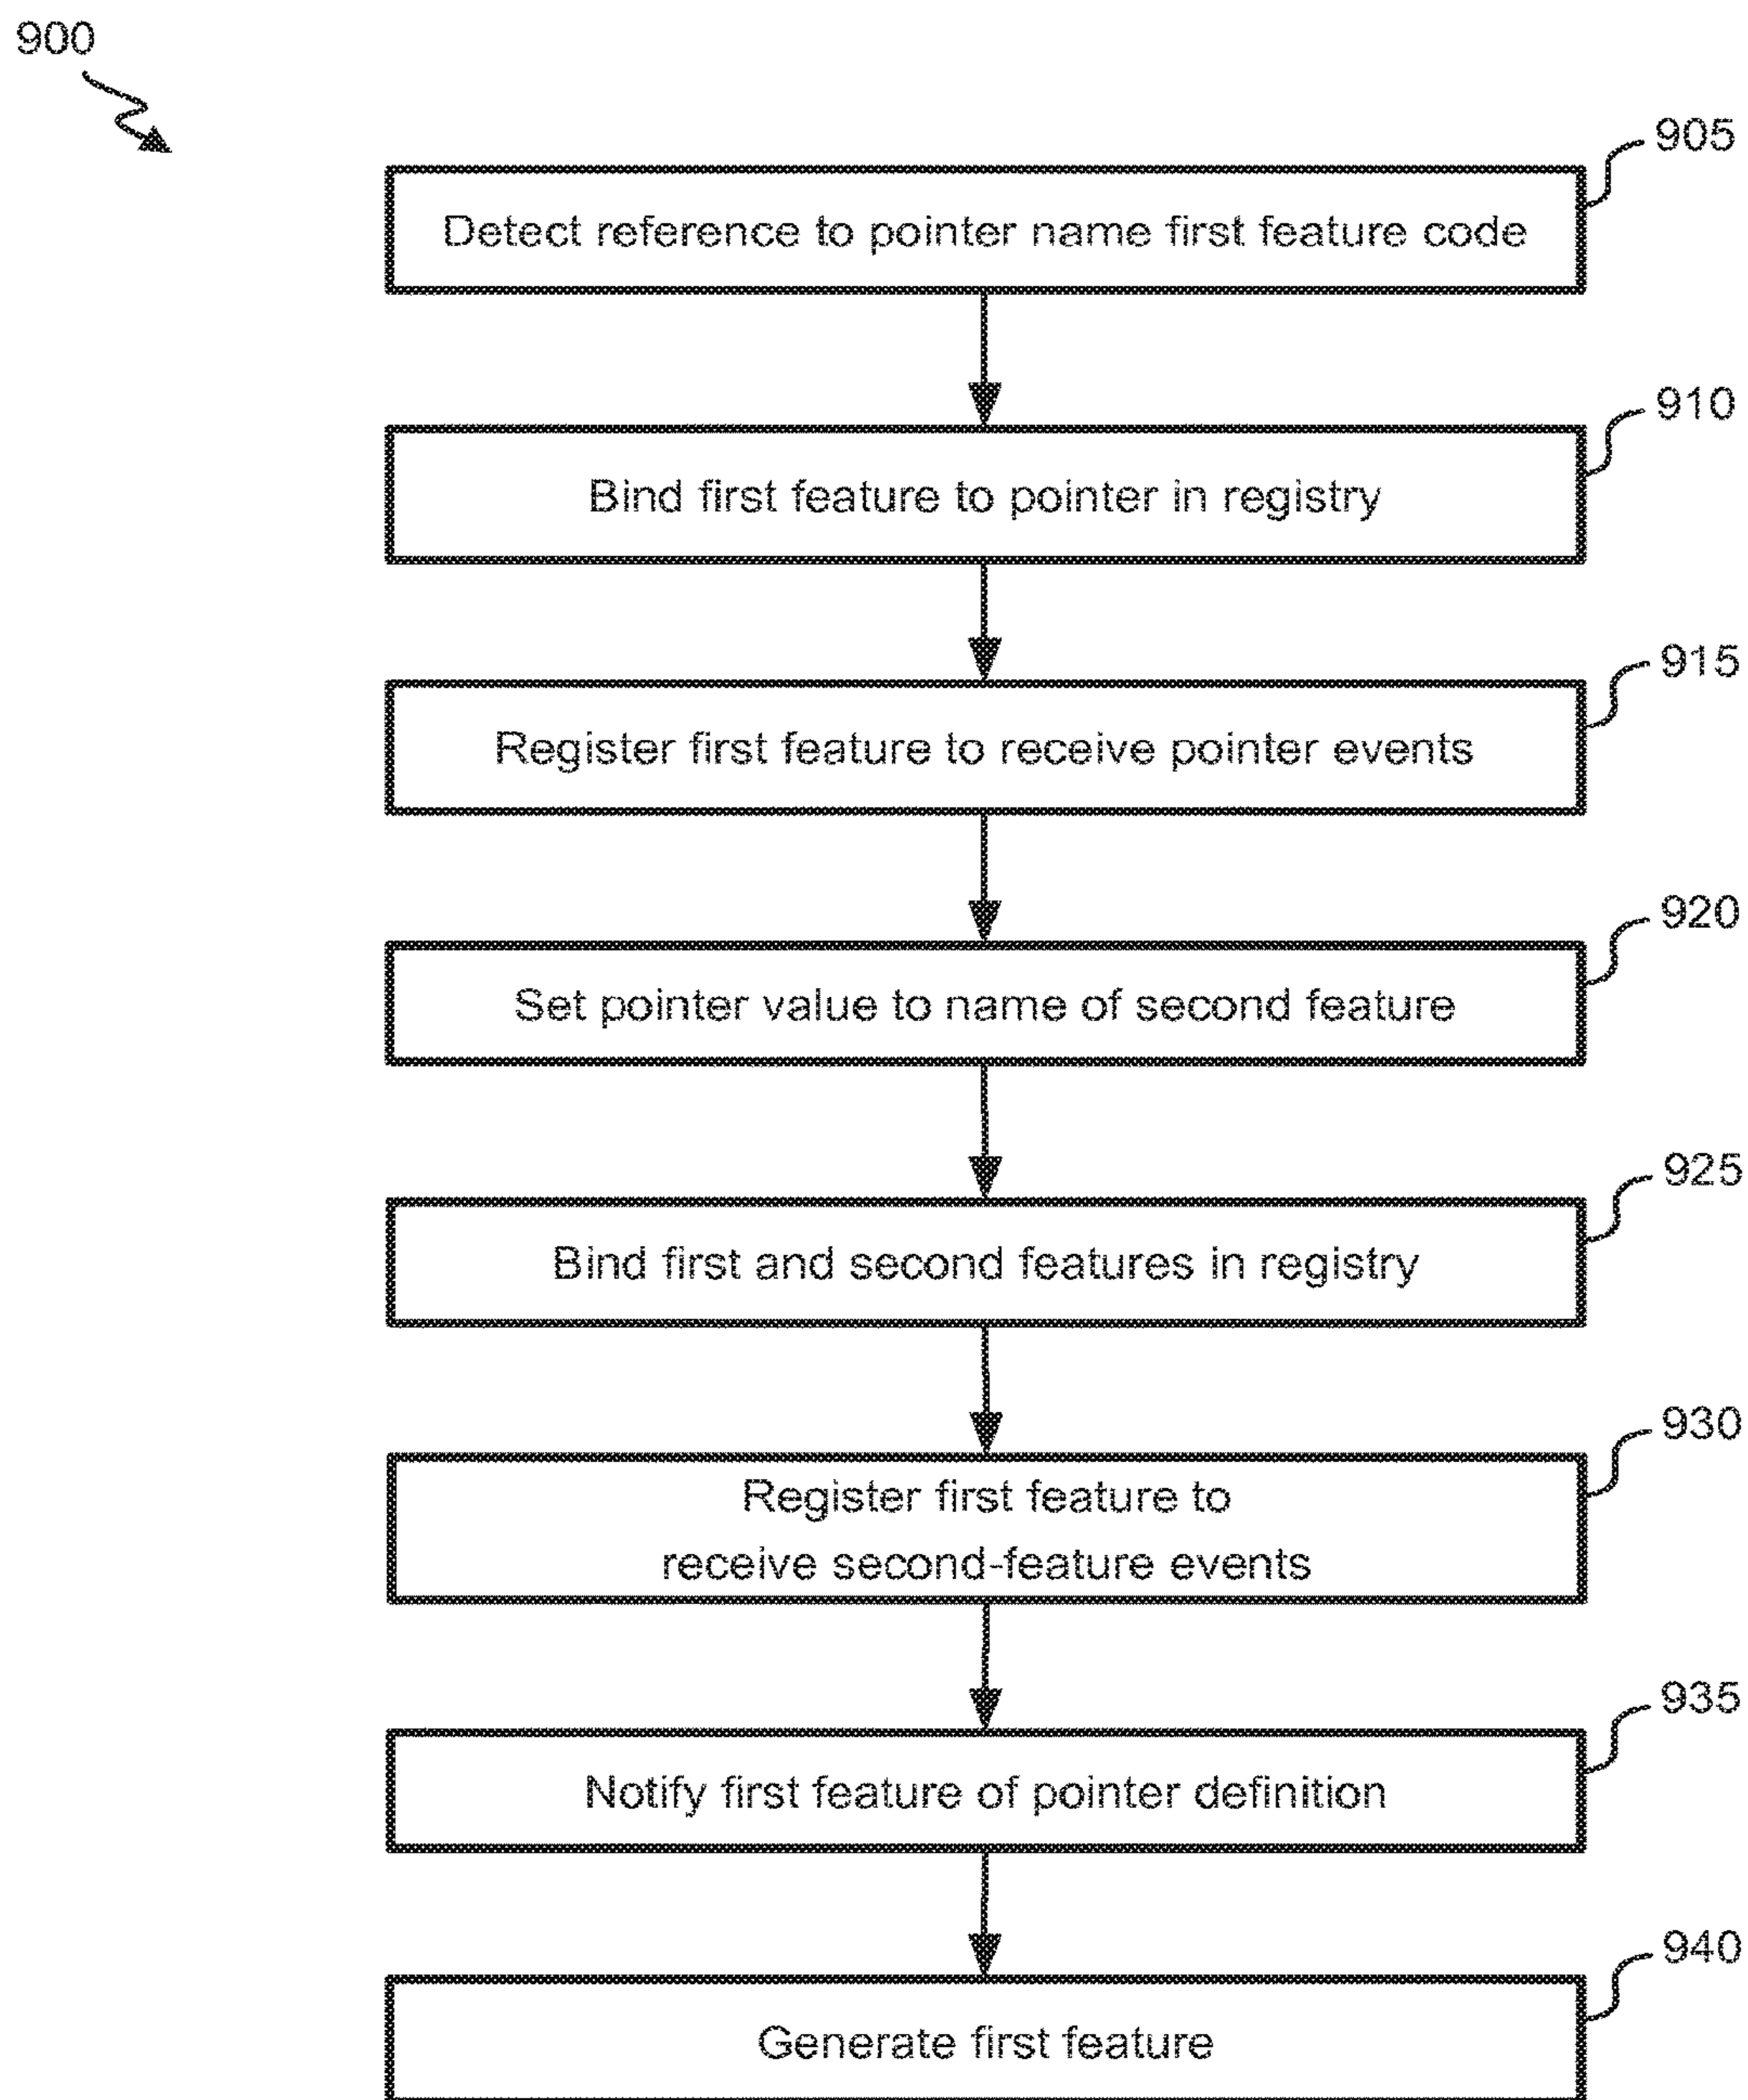 900
905
Detect reference to pointer name first feature code
910
Bind first feature to pointer in registry
915
Register first feature to receive pointer events
920
Set pointer value to name of second feature
925
Bind first and second features in registry
930
Register first feature to
receive second-feature events
935
Notify first feature of pointer definition
940
Generate first feature